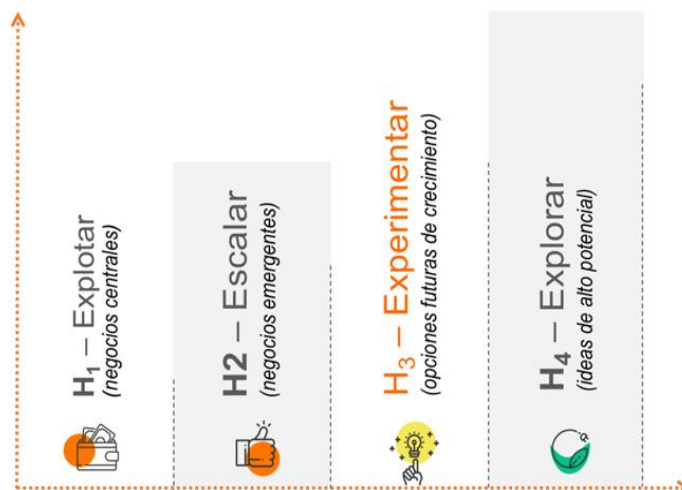 H₁ – Explotar
(negocios centrales)
H2 – Escalar
(negocios emergentes)
H₃ – Experimentar
(opciones futuras de crecimiento)
H₄ – Explorar
(ideas de alto potencial)